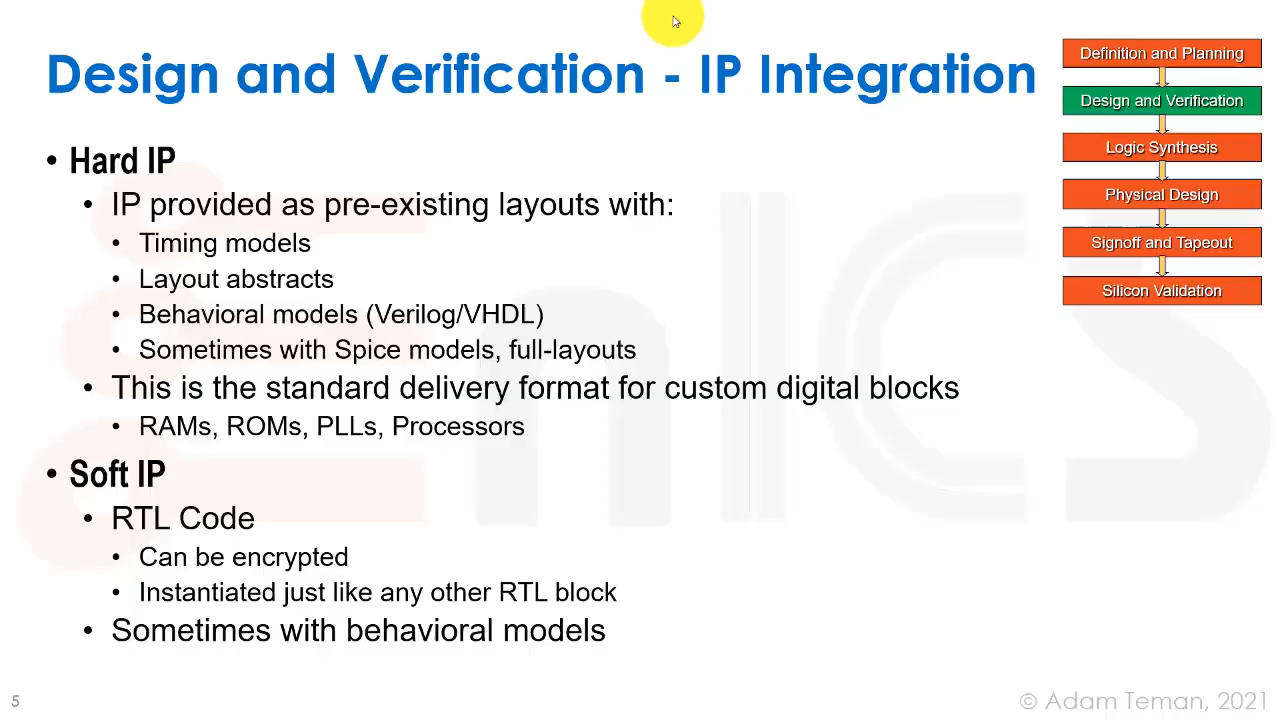 Design and Verification - IP Integration
• Hard IP
• IP provided as pre-existing layouts with:
• Timing models
• Layout abstracts
• Behavioral models (Verilog/VHDL)
• Sometimes with Spice models, full-layouts
• This is the standard delivery format for custom digital blocks
• RAMs, ROMs, PLLs, Processors
• Soft IP
• RTL Code
• Can be encrypted
• Instantiated just like any other RTL block
• Sometimes with behavioral models
Definition and Planning
Design and Verification
Logic Synthesis
Physical Design
Signoff and Tapeout
Silicon Validation
EnICS
5
© Adam Teman, 2021